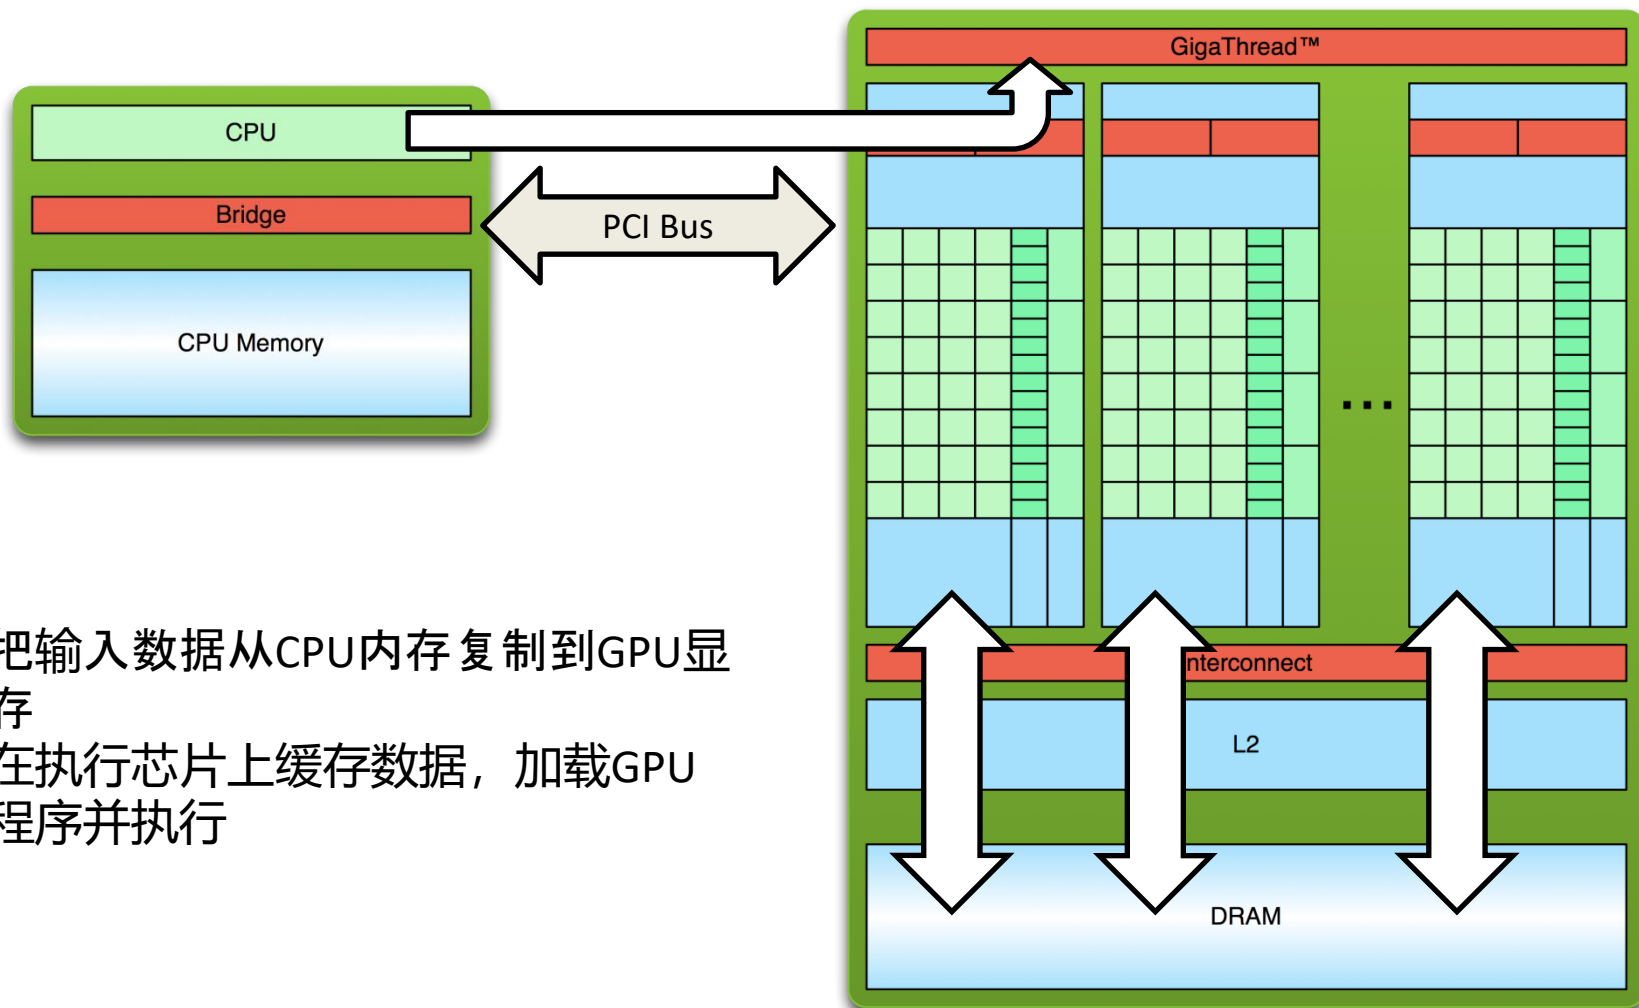 GigaThread™
CPU
Bridge
PCI Bus
CPU Memory
把输入数据从CPU内存复制到GPU显
存
在执行芯片上缓存数据，加载GPU
程序并执行
nterconnect
L2
DRAM
...